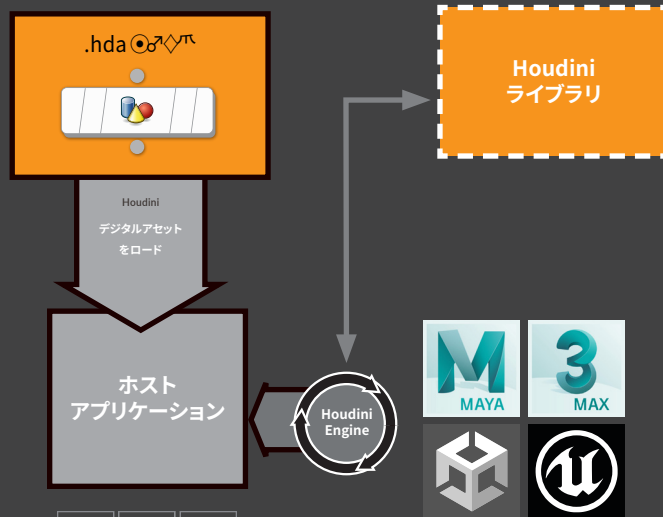 .hda
Houdini
デジタルアセット
をロード
ホスト
アプリケーション
Houdini
Engine
Houdini
ライブラリ
MAYA
3
MAX